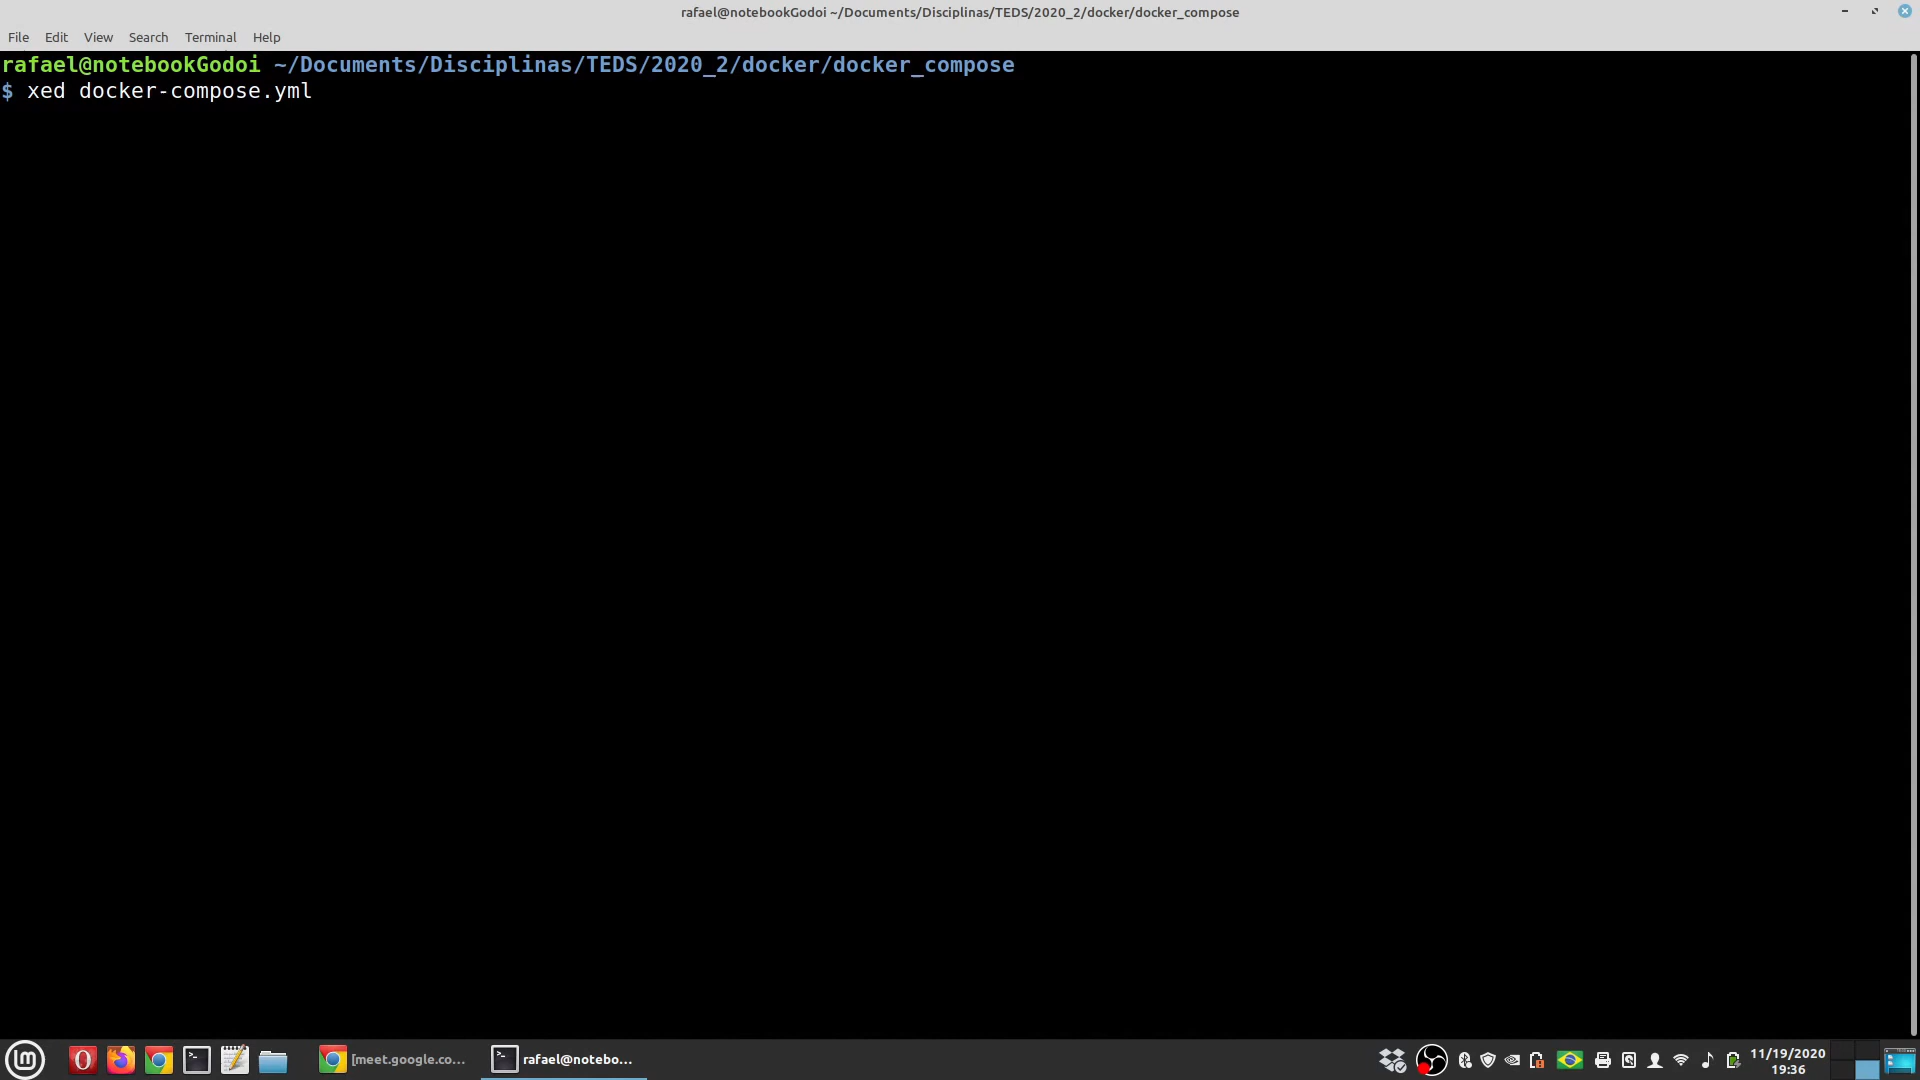 rafael@notebookGodoi ~/Documents/Disciplinas/TEDS/2020_2/docker/docker_compose
File Edit View Search Terminal Help
rafael@notebookGodoi ~/Documents/Disciplinas/TEDS/2020_2/docker/docker_compose
$ xed docker-compose.yml
[meet.google.co...
rafael@notebo...
11/19/2020
19:36